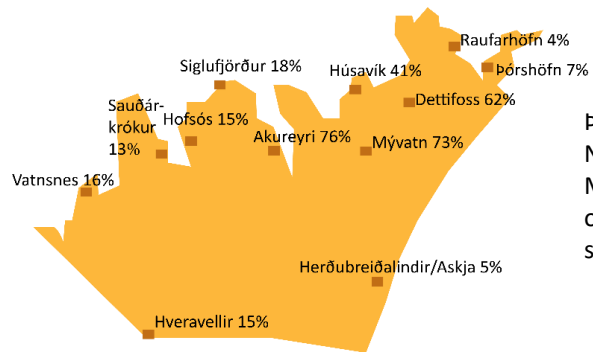 Raufarhöfn 4%
Siglufjörður 18%
Húsavík 41%
Þórshöfn 7%
Dettifoss 62%
Sauðár-
krókur
13%
Hofsós 15%
Akureyri 76%
Mývatn 73%
Vatnsnes 16%
Herðubreiðalindir/Askja 5%
Hveravellir 15%